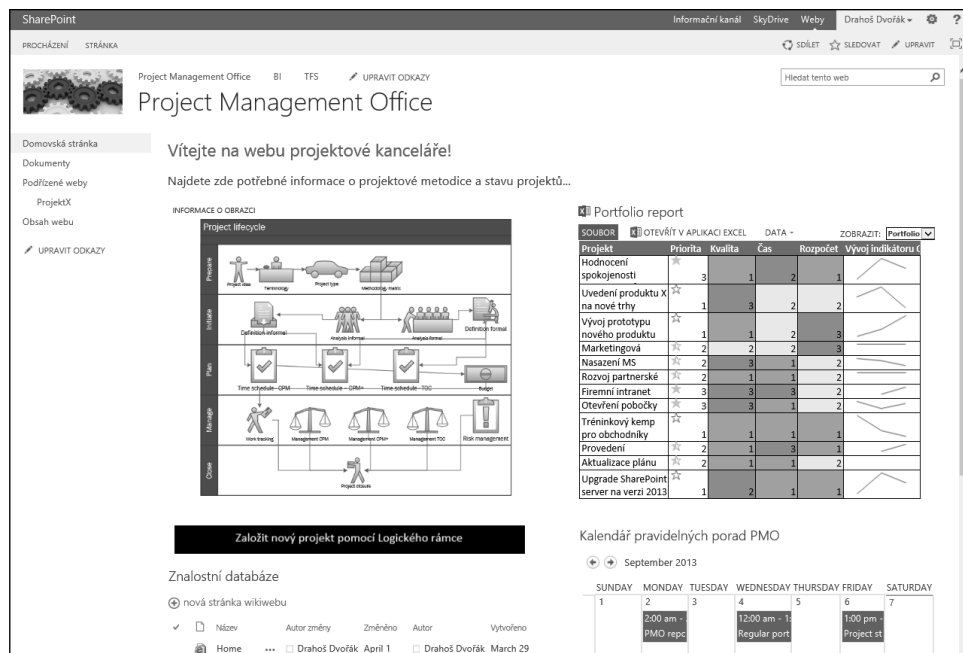 SharePoint
Informační kanál SkyDrive Weby Drahoš Dvořák ?
PROCHÁZENÍ STRÁNKA
SDÍLET SLEDOVAT UPRAVIT
Project Management Office BI TFS UPRAVIT ODKAZY
Hledat tento web
Project Management Office
Domovská stránka
Dokumenty
Podřízené weby
ProjektX
Obsah webu
UPRAVIT ODKAZY
Vítejte na webu projektové kanceláře!
Najdete zde potřebné informace o projektové metodice a stavu projektů...
INFORMACE O OBRAZCI
Project lifecycle
Prepare
Project idea Terminology Project type Methodology matrix
Initiate
Definition informal Analysis informal Analysis formal Definition formal
Plan
Time schedule - CPM Time schedule - CPM+ Time schedule - TOC Budget
Manage
Work tracking Management CPM Management CPM+ Management TOC Risk management
Close
Project closure
Založit nový projekt pomocí Logického rámce
Znalostní databáze
nová stránka wikiwebu
Název Autor změny Změněno Autor Vytvořeno
Home ••• Drahoš Dvořák April 1 Drahoš Dvořák March 29
Portfolio report
SOUBOR OTEVŘÍT V APLIKACI EXCEL DATA ZOBRAZIT: Portfolio
Projekt Priorita Kvalita Čas Rozpočet Vývoj indikátoru
Hodnocení
spokojenosti 3 1 2 1
Uvedení produktu X
na nové trhy 1 3 2 2
Vývoj prototypu
nového produktu 1 1 2 3
Marketingová 2 2 2 3
Nasazení MS 2 3 1 2
Rozvoj partnerské 2 1 1 2
Firemní intranet 3 3 3 2
Otevření pobočky 3 3 1 2
Tréninkový kemp
pro obchodníky 1 1 1 1
Provedení 2 1 3 1
Aktualizace plánu 2 1 1 2
Upgrade SharePoint
server na verzi 2013 1 2 1 1
Kalendář pravidelných porad PMO
September 2013
SUNDAY MONDAY TUESDAY WEDNESDAY THURSDAY FRIDAY SATURDAY
1 2 3 4 5 6 7
2:00 am - 12:00 am - 1: 1:00 pm -
PMO repc Regular port Project st